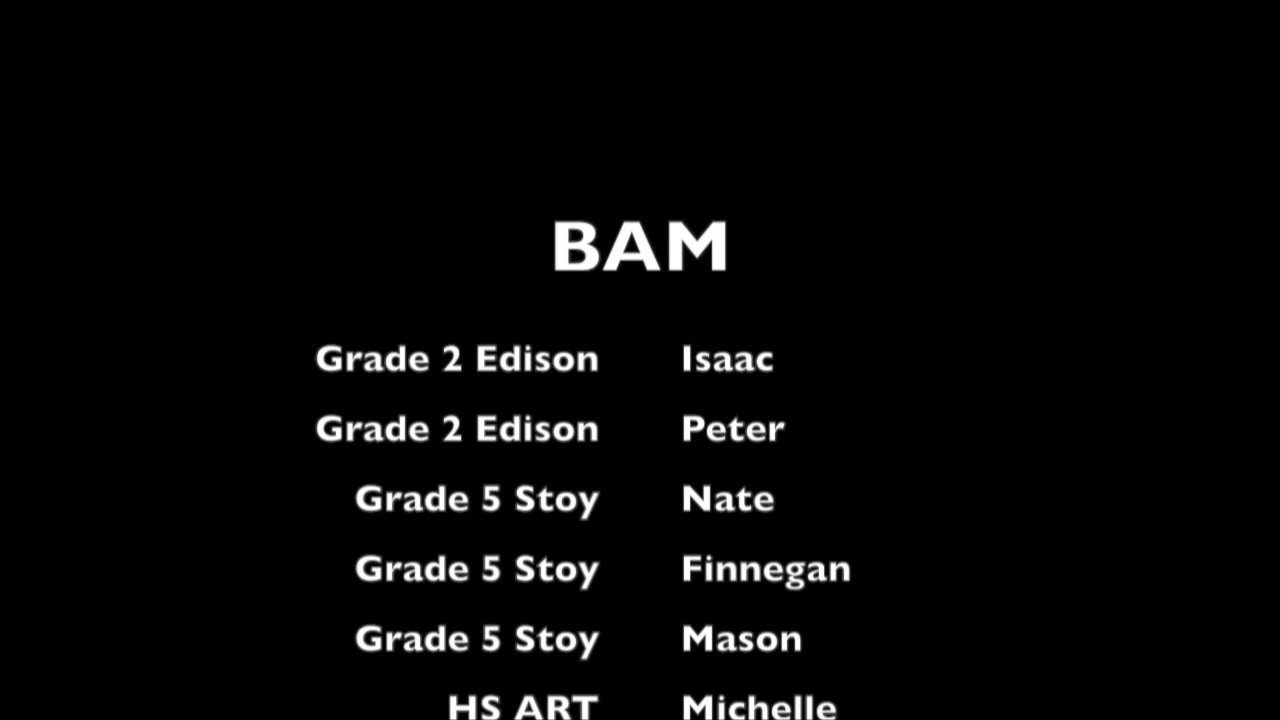 BAM
Grade 2 Edison Isaac
Grade 2 Edison Peter
Grade 5 Stoy Nate
Grade 5 Stoy Finnegan
Grade 5 Stoy Mason
HS ART Michelle